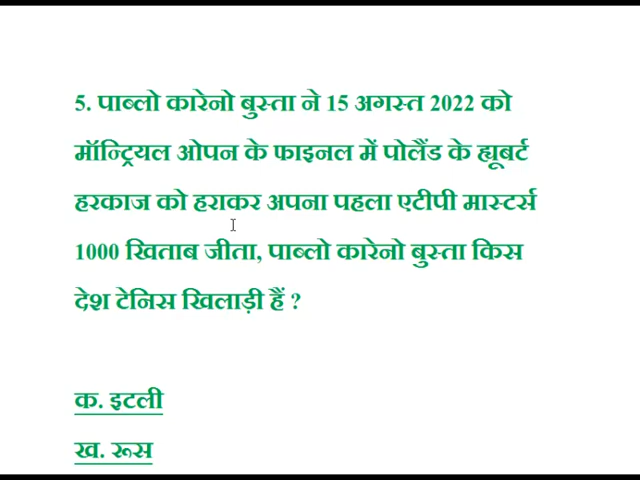 5. पाब्लो कारेनो बुस्ता ने 15 अगस्त 2022 को
मॉन्ट्रियल ओपन के फाइनल में पोलैंड के ह्यूबर्ट
हरकाज को हराकर अपना पहला एटीपी मास्टर्स
1000 खिताब जीता, पाब्लो कारेनो बुस्ता किस
देश टेनिस खिलाड़ी हैं ?
क. इटली
ख. रूस